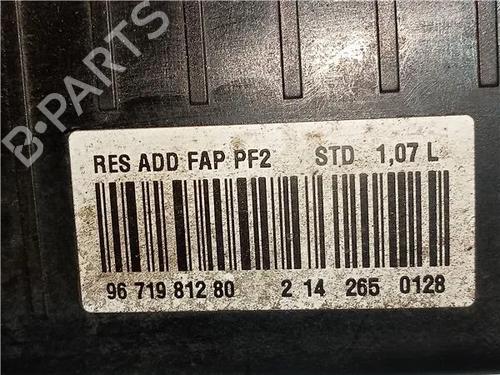 B-PARTS
RES ADD FAP PF2 STD 1,07 L
96 719 812 80 2 14 265 0128